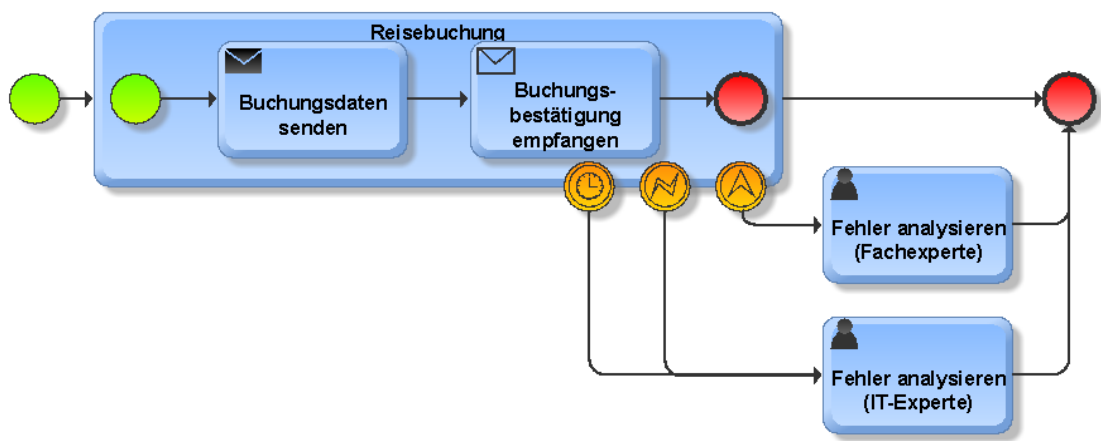 Reisebuchung
Buchungsdaten
senden
Buchungs-
bestätigung
empfangen
Fehler analysieren
(Fachexperte)
Fehler analysieren
(IT-Experte)